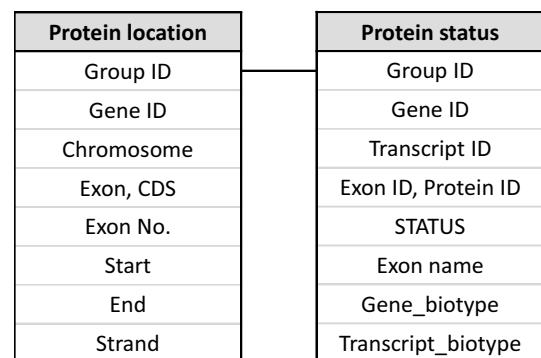 Protein location
Group ID
Gene ID
Chromosome
Exon, CDS
Exon No.
Start
End
Strand
Protein status
Group ID
Gene ID
Transcript ID
Exon ID, Protein ID
STATUS
Exon name
Gene_biotype
Transcript_biotype